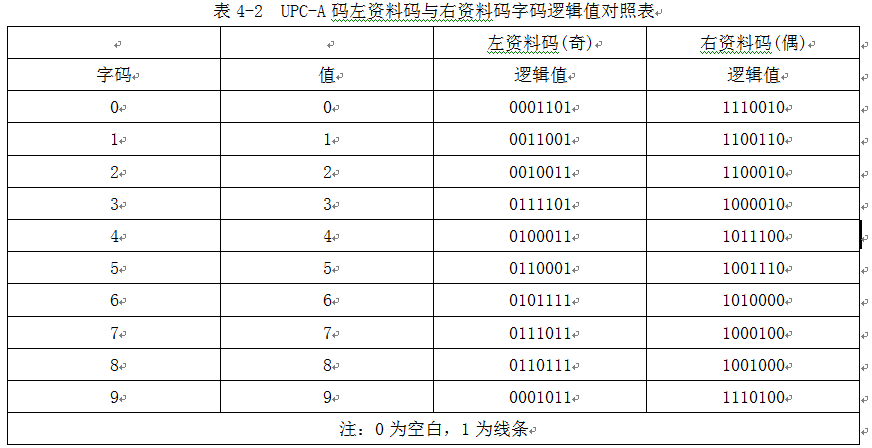 表 4-2 UPC-A 码左资料码与右资料码字码逻辑值对照表
左资料码(奇) 右资料码(偶)
字码 值 逻辑值 逻辑值
0 0 0001101 1110010
1 1 0011001 1100110
2 2 0010011 1100010
3 3 0111101 1000010
4 4 0100011 1011100
5 5 0110001 1001110
6 6 0101111 1010000
7 7 0111011 1000100
8 8 0110111 1001000
9 9 0001011 1110100
注：0 为空白，1 为线条